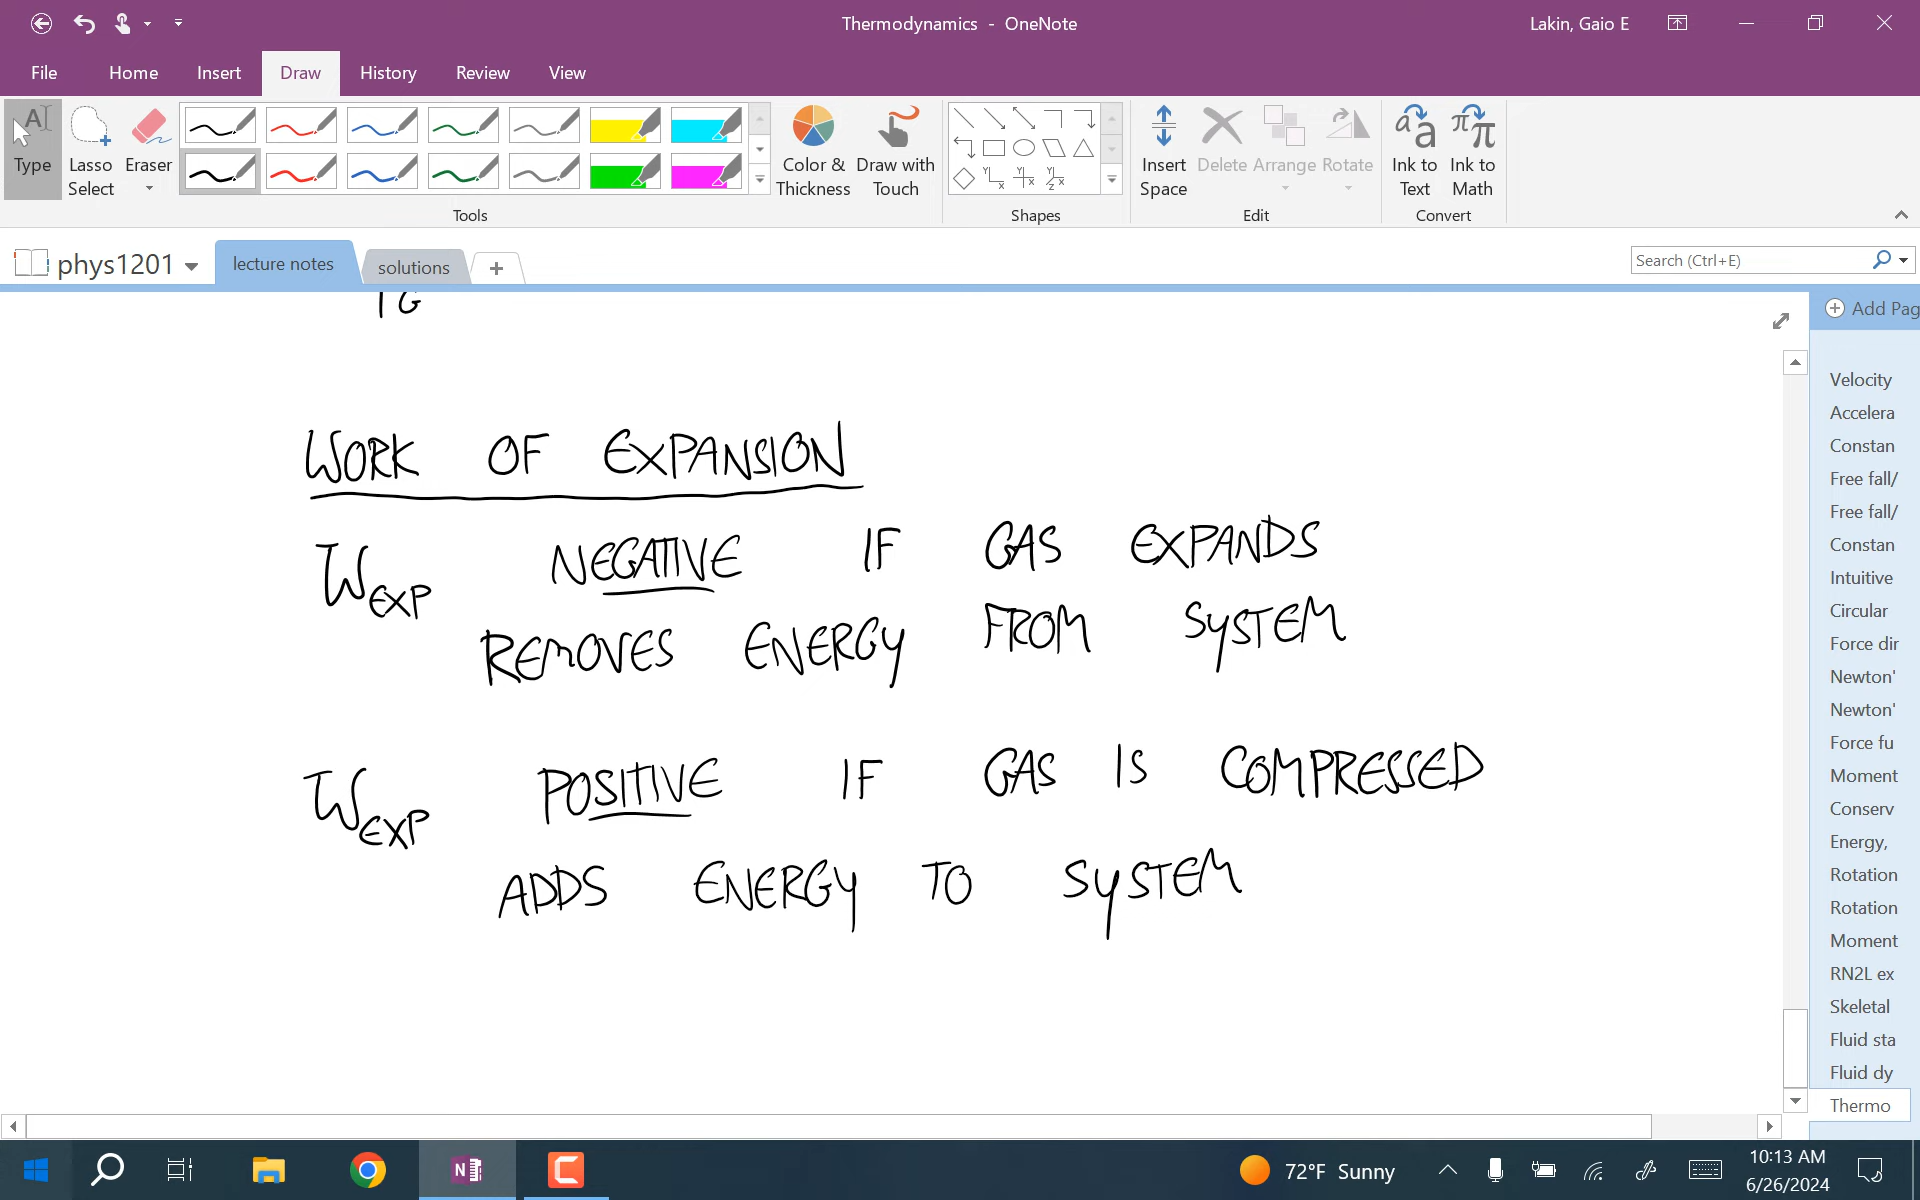 Thermodynamics - OneNote
Lakin, Gaio E
File Home Insert Draw History Review View
Type
Lasso Select
Eraser
Color & Thickness
Draw with Touch
Insert Space
Delete
Arrange
Rotate
Ink to Text
Ink to Math
Tools
Shapes
Edit
Convert
phys1201
lecture notes
solutions
Search (Ctrl+E)
WORK OF EXPANSION
W EXP NEGATIVE IF GAS EXPANDS
REMOVES ENERGY FROM SYSTEM
W EXP POSITIVE IF GAS IS COMPRESSED
ADDS ENERGY TO SYSTEM
Add Pag
Velocity
Accelera
Constan
Free fall/
Free fall/
Constan
Intuitive
Circular
Force dir
Newton'
Newton'
Force fu
Moment
Conserv
Energy,
Rotation
Rotation
Moment
RN2L ex
Skeletal
Fluid sta
Fluid dy
Thermo
72°F Sunny
10:13 AM
6/26/2024